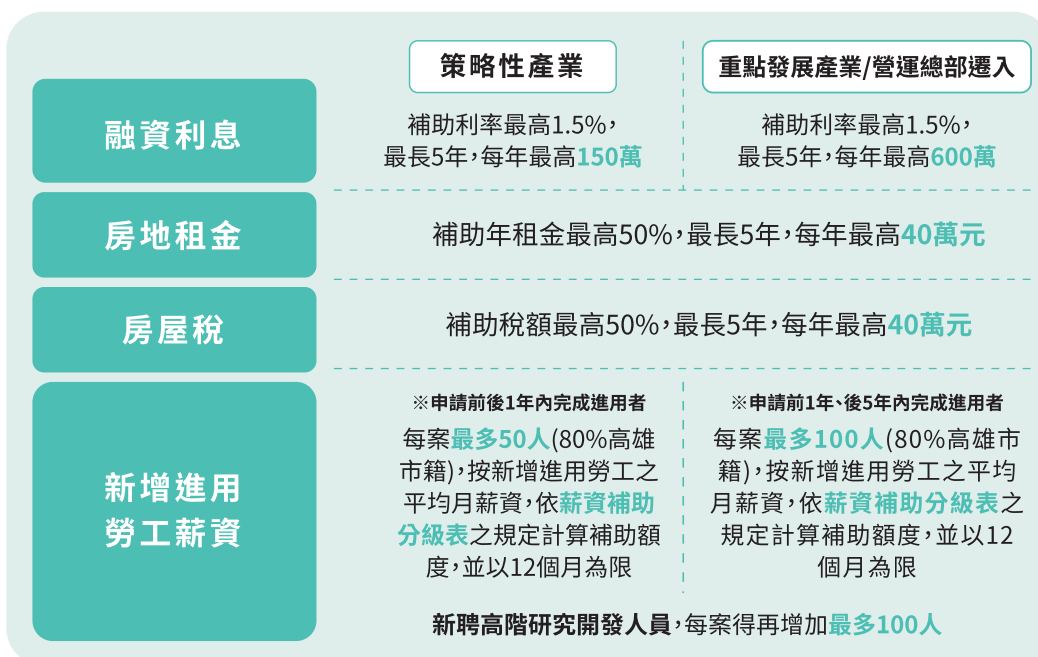 策略性產業
重點發展產業/營運總部遷入
融資利息
補助利率最高1.5%，
最長5年，每年最高150萬
補助利率最高1.5%，
最長5年，每年最高600萬
房地租金
補助年租金最高50%，最長5年，每年最高40萬元
房屋稅
補助稅額最高50%，最長5年，每年最高40萬元
新增進用
勞工薪資
※申請前後1年內完成進用者
每案最多50人(80%高雄
市籍)，按新增進用勞工之
平均月薪資，依薪資補助
分級表之規定計算補助額
度，並以12個月為限
※申請前1年、後5年內完成進用者
每案最多100人(80%高雄市
籍)，按新增進用勞工之平均
月薪資，依薪資補助分級表之
規定計算補助額度，並以12
個月為限
新聘高階研究開發人員，每案得再增加最多100人